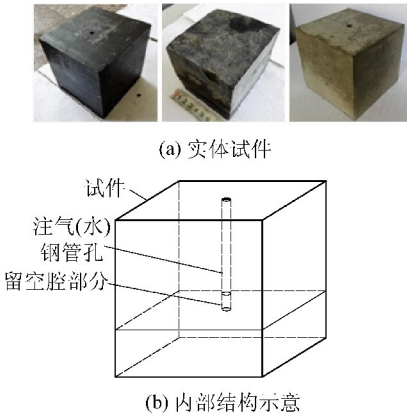 (a) 实体试件
试件
注气(水)
钢管孔
留空腔部分
(b) 内部结构示意